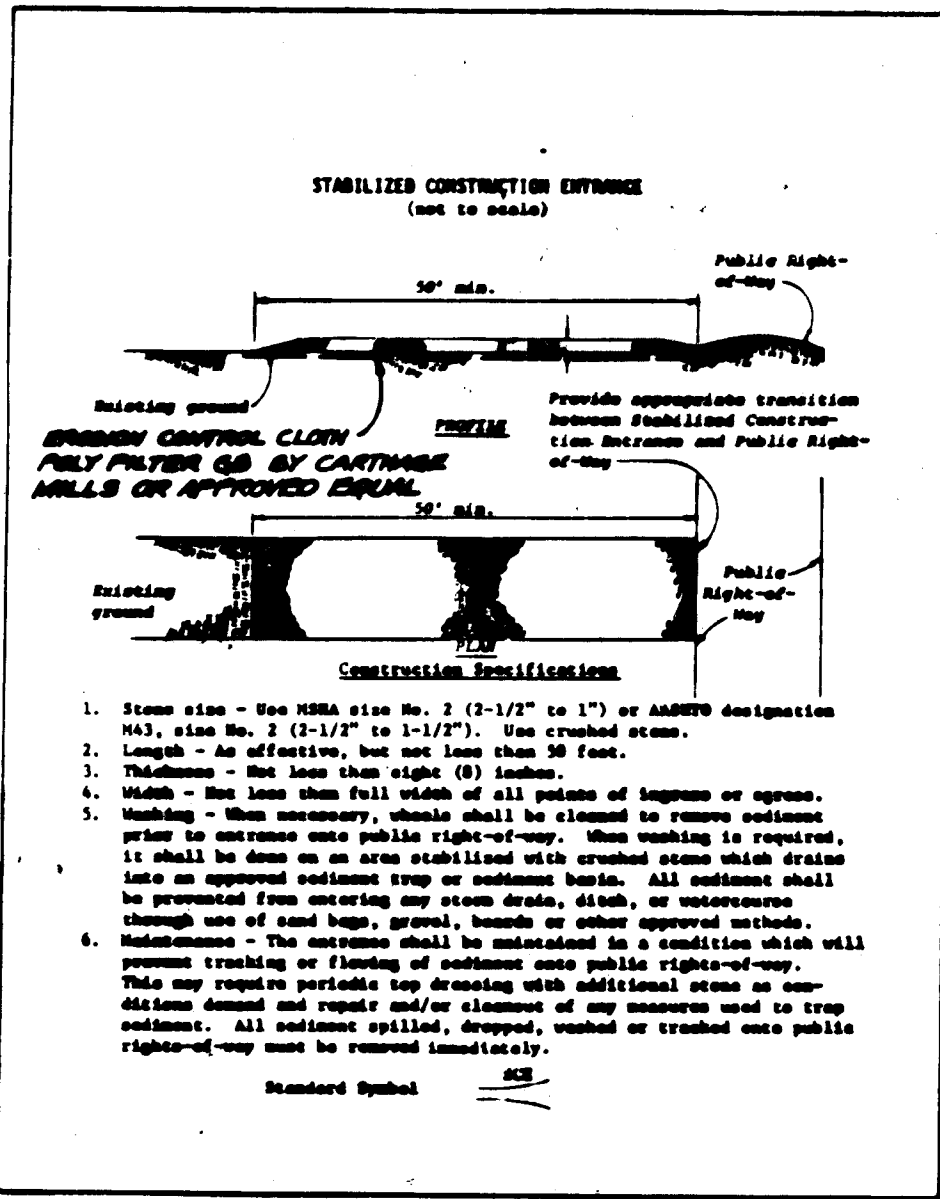 STABILIZED CONSTRUCTION ENTRANCE
(not to scale)
Public Right-
of-Way
50' min.
Existing ground
EROSION CONTROL CLOTH
POLY FILTER GB BY CARTHAGE
MILLS OR APPROVED EQUAL
PROFILE
Provide appropriate transition
between Stabilized Construc-
tion Entrance and Public Right-
of-Way
50' min.
Existing
ground
Public
Right-of-
Way
PLAN
Construction Specifications
1. Stone size - Use MSHA size No. 2 (2-1/2" to 1") or AASHTO designation
M43, size No. 2 (2-1/2" to 1-1/2"). Use crushed stone.
2. Length - As effective, but not less than 50 feet.
3. Thickness - Not less than eight (8) inches.
4. Width - Not less than full width of all points of ingress or egress.
5. Washing - When necessary, wheels shall be cleaned to remove sediment
prior to entrance onto public right-of-way. When washing is required,
it shall be done on an area stabilized with crushed stone which drains
into an approved sediment trap or sediment basin. All sediment shall
be prevented from entering any storm drain, ditch, or watercourse
through use of sand bags, gravel, boards or other approved methods.
6. Maintenance - The entrance shall be maintained in a condition which will
prevent tracking or flowing of sediment onto public rights-of-way.
This may require periodic top dressing with additional stone as con-
ditions demand and repair and/or cleanout of any measures used to trap
sediment. All sediment spilled, dropped, washed or tracked onto public
rights-of-way must be removed immediately.
Standard Symbol
SCE